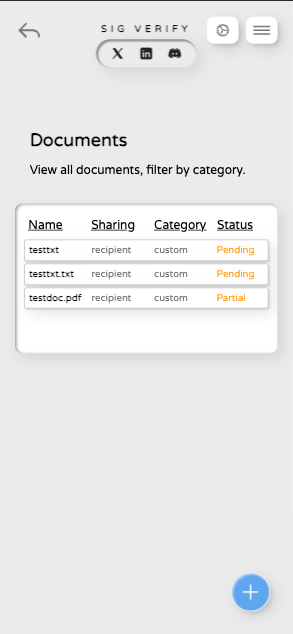 SIG VERIFY
Documents
View all documents, filter by category.
Name Sharing Category Status
testtxt recipient custom Pending
testtxt.txt recipient custom Pending
testdoc.pdf recipient custom Partial